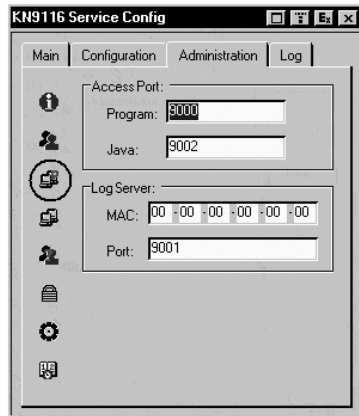 KN9116 Service Config
Main Configuration Administration Log
Access Port:
Program: 9000
Java: 9002
Log Server:
MAC: 00 -00 -00 -00 -00 -00
Port: 9001